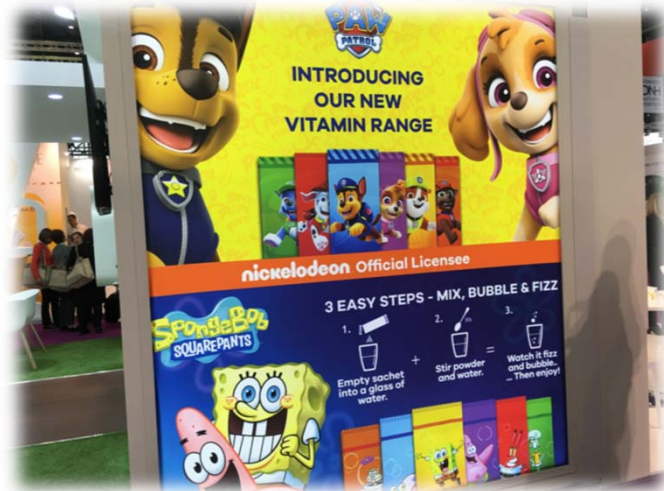 PAW
PATROL
INTRODUCING
OUR NEW
VITAMIN RANGE
nickelodeon Official Licensee
SPONGEBOB
SQUAREPANTS
3 EASY STEPS - MIX, BUBBLE & FIZZ
1.
2.
3.
Empty sachet
into a glass of
water.
+
Stir powder
and water.
=
Watch it fizz
and bubble..
... Then enjoy!